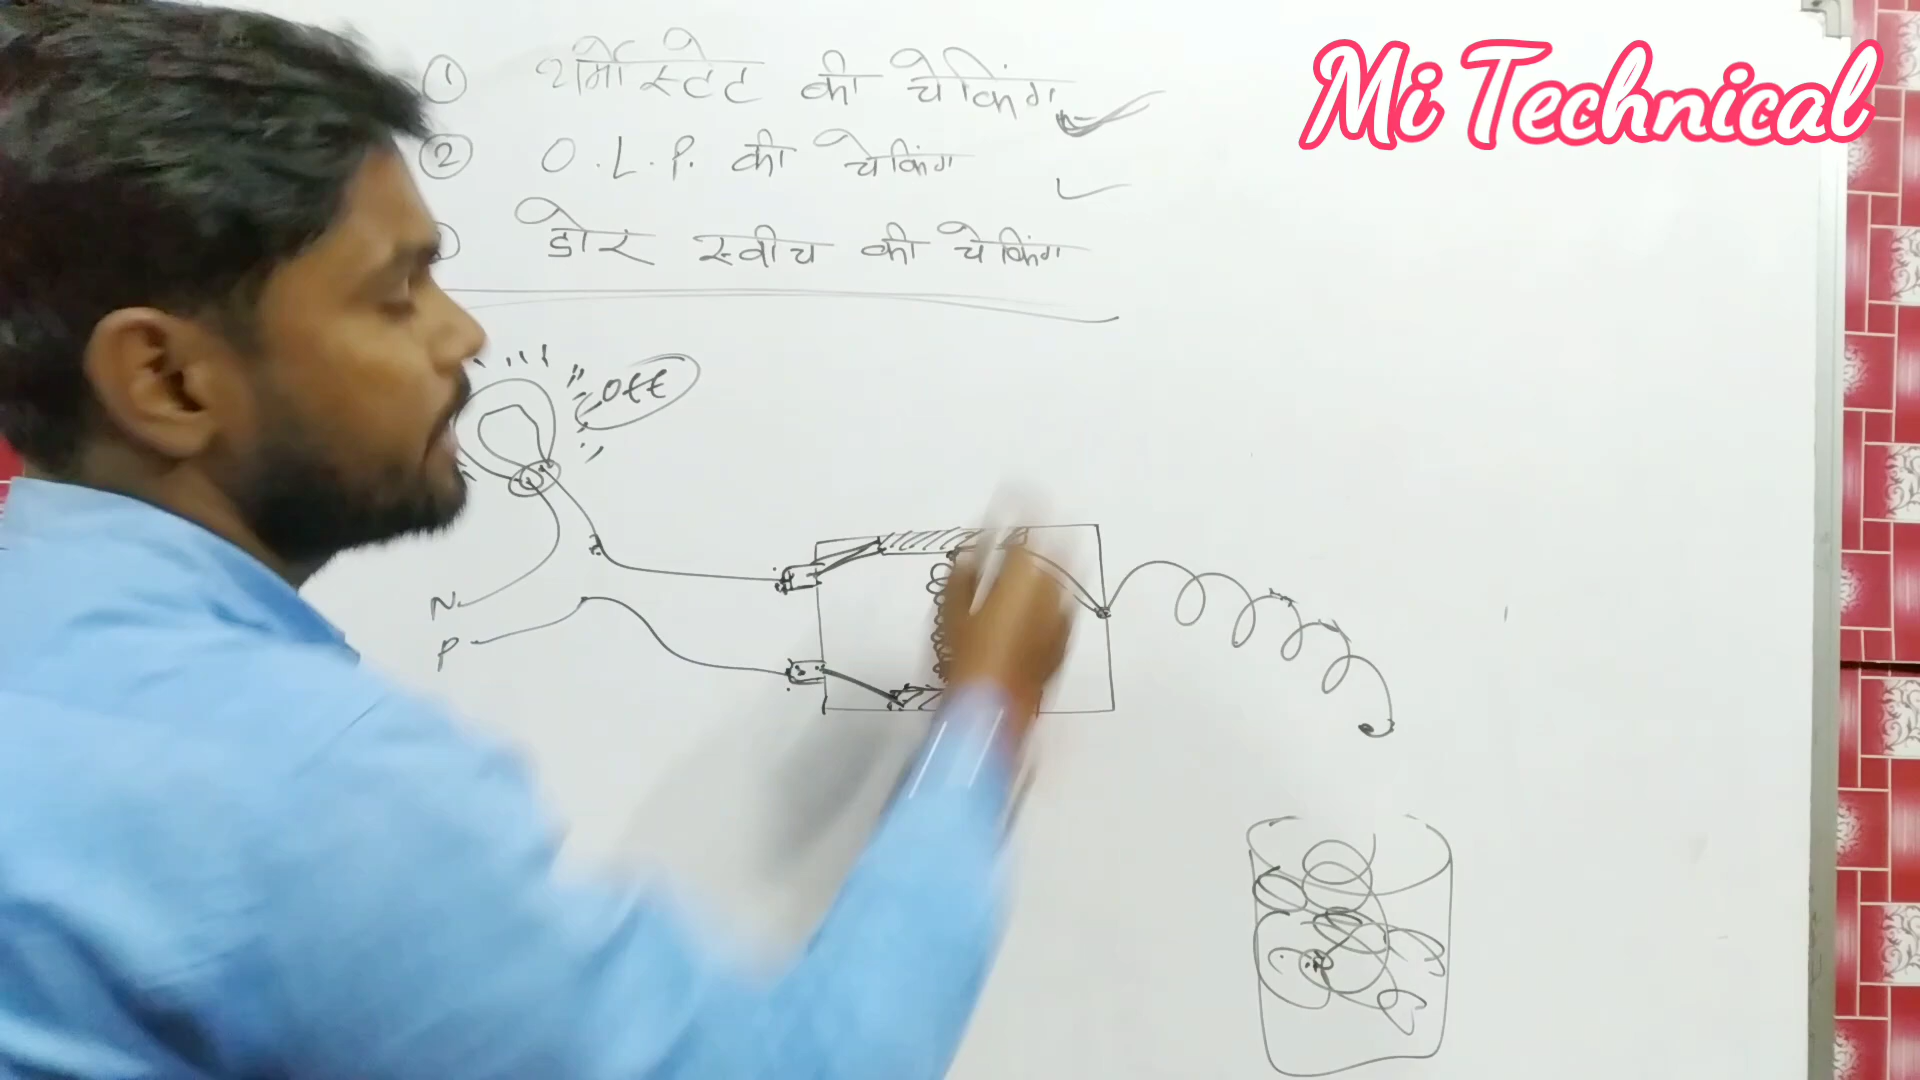 ① थर्मोस्टेट की चेकिंग
Mi Technical
② O.L.P. की चेकिंग
डोर स्वीच की चेकिंग
off
N
P